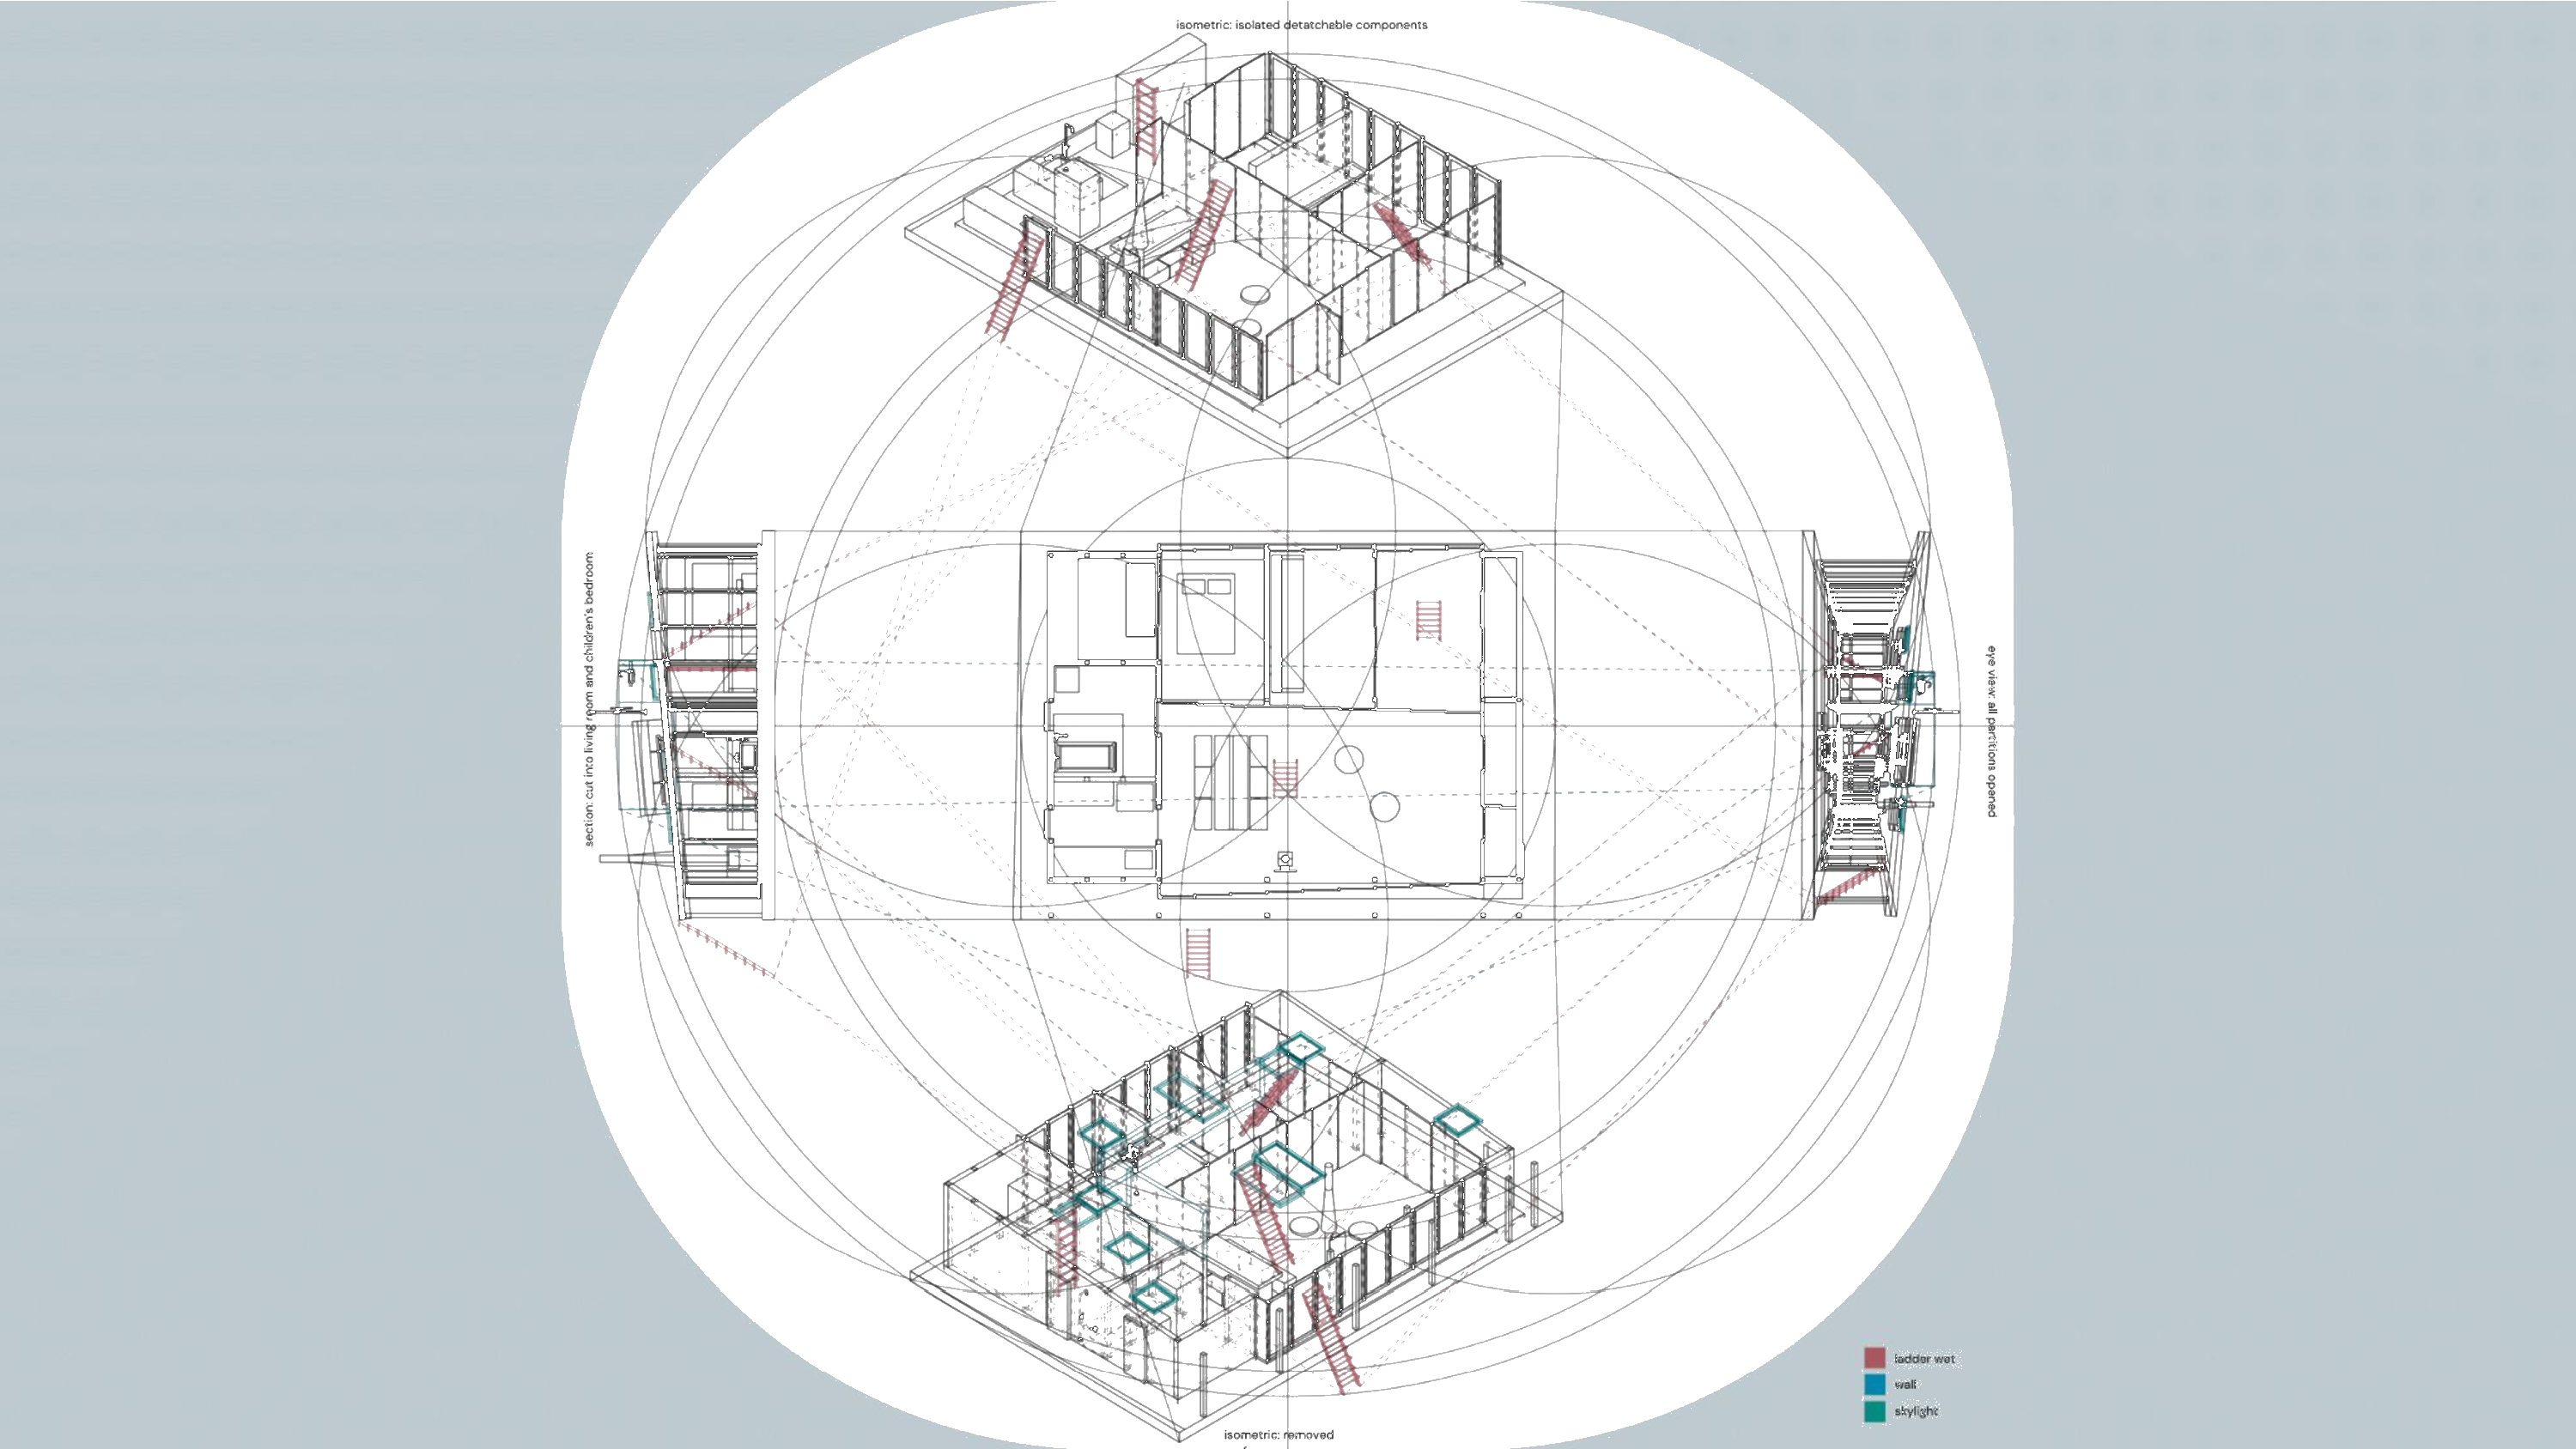 isometric: isolated detatchable components
section: cut into living room and children's bedroom
eye view: all partitions opened
isometric: removed
ladder wat
wall
skylight